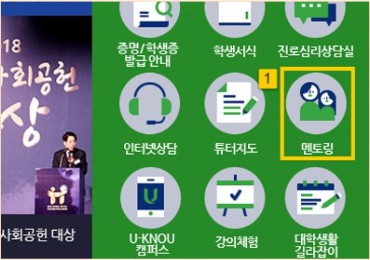 18
사회공헌
상
사회공헌 대상
증명/학생증
발급 안내
학생서식
진로심리상담실
1
인터넷상담
튜터지도
멘토링
U-KNOU
캠퍼스
강의체험
대학생활
길라잡이